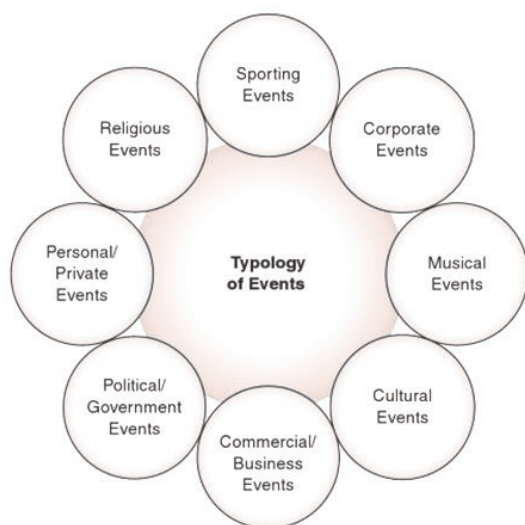 Sporting
Events
Corporate
Events
Musical
Events
Cultural
Events
Commercial/
Business
Events
Political/
Government
Events
Personal/
Private
Events
Religious
Events
Typology
of Events